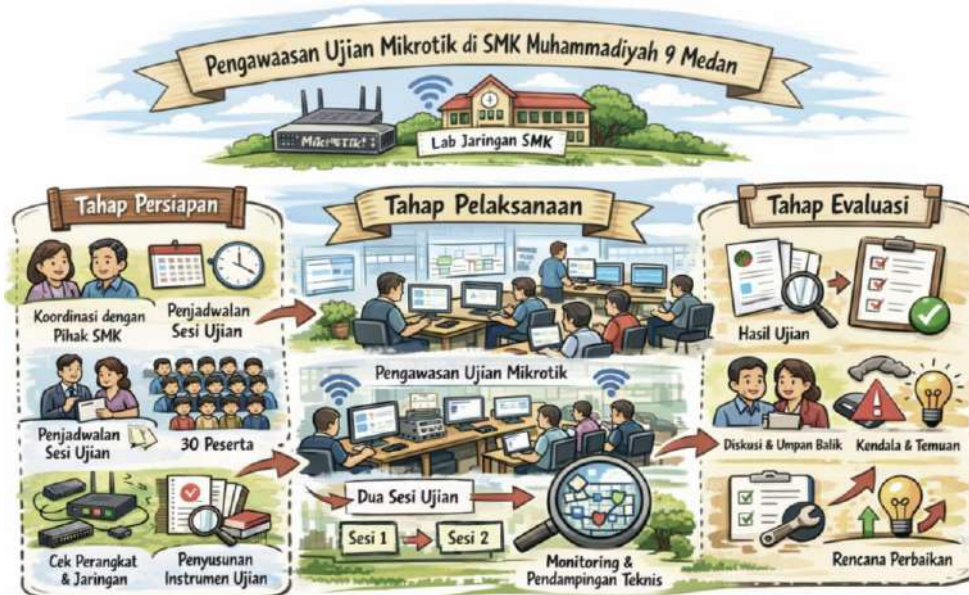 Pengawaasan Ujian Mikrotik di SMK Muhammadiyah 9 Medan
Lab Jaringan SMK
Tahap Persiapan
Koordinasi dengan
Pihak SMK
Penjadwalan
Sesi Ujian
Penjadwalan
Sesi Ujian
30 Peserta
Cek Perangkat
& Jaringan
Penyusunan
Instrumen Ujian
Tahap Pelaksanaan
Pengawasan Ujian Mikrotik
Dua Sesi Ujian
Sesi 1
Sesi 2
Monitoring &
Pendampingan Teknis
Tahap Evaluasi
Hasil Ujian
Diskusi & Umpan Balik
Kendala & Temuan
Rencana Perbaikan